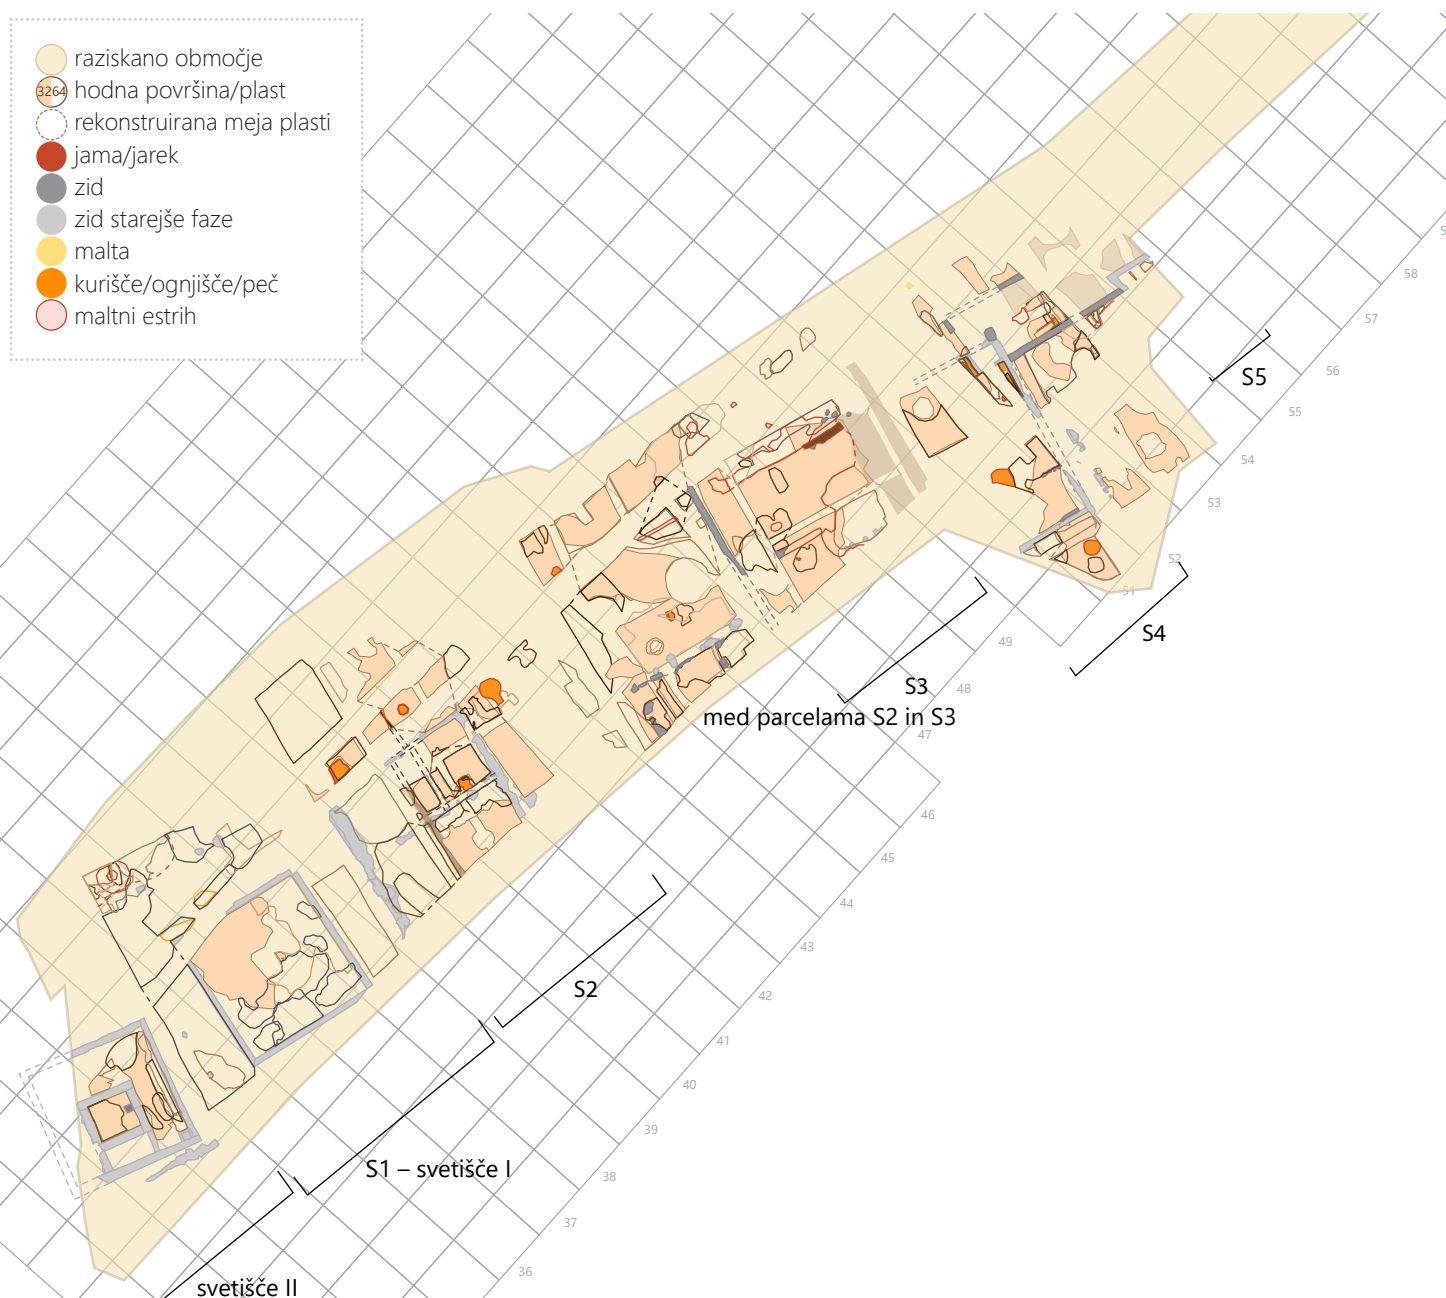 raziskano območje
3264 hodna površina/plast
rekonstruirana meja plasti
jama/jarek
zid
zid starejše faze
malta
kurišče/ognjišče/peč
maltni estrih
58
57
56
S5
55
54
53
52
51
S4
49
S3
48
med parcelama S2 in S3
47
46
45
44
43
S2
42
41
40
39
S1 – svetišče I
38
37
36
svetišče II